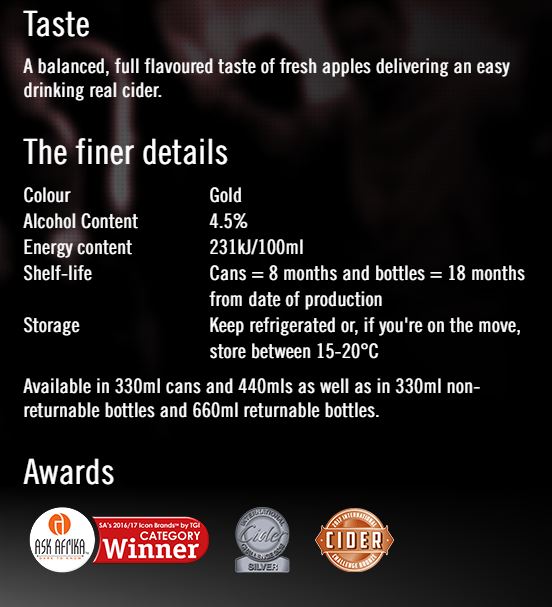 Taste
A balanced, full flavoured taste of fresh apples delivering an easy
drinking real cider.
The finer details
Colour Gold
Alcohol Content 4.5%
Energy content 231kJ/100ml
Shelf-life Cans = 8 months and bottles = 18 months
from date of production
Storage Keep refrigerated or, if you're on the move,
store between 15-20°C
Available in 330ml cans and 440mls as well as in 330ml non-
returnable bottles and 660ml returnable bottles.
Awards
ASK AFRIKA
SA's 2016/17 Icon Brands™ by TGI
CATEGORY
Winner
INTERNATIONAL
Cider
CHALLENGE
SILVER
INTERNATIONAL
CIDER
CHALLENGE BRONZE